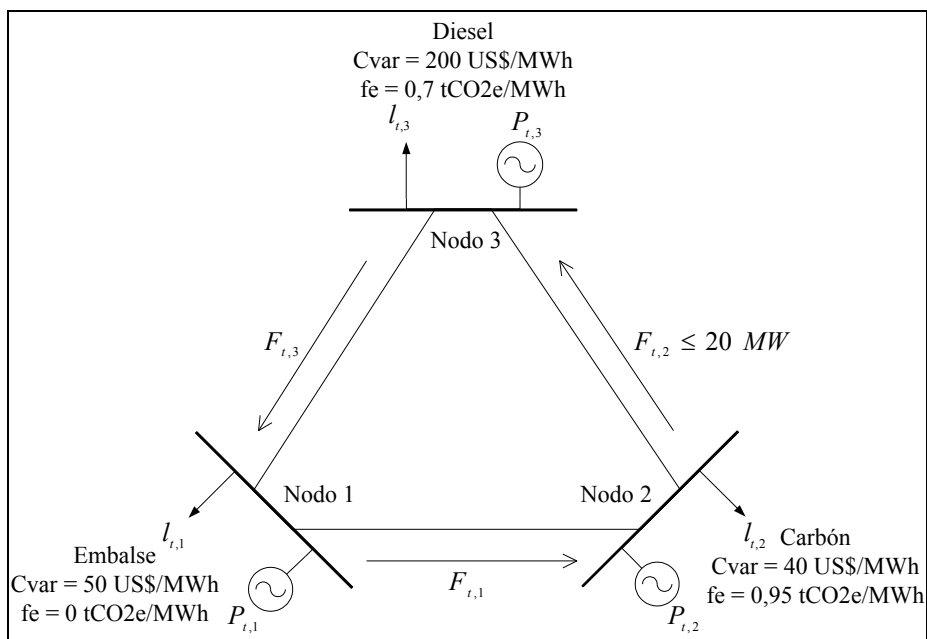 Diesel
Cvar = 200 US$/MWh
fe = 0,7 tCO2e/MWh
l_{t,3}
P_{t,3}
Nodo 3
F_{t,3}
F_{t,2} ≤ 20 MW
Nodo 1
Nodo 2
l_{t,1}
Embalse
Cvar = 50 US$/MWh
fe = 0 tCO2e/MWh
P_{t,1}
F_{t,1}
l_{t,2}
Carbón
Cvar = 40 US$/MWh
fe = 0,95 tCO2e/MWh
P_{t,2}